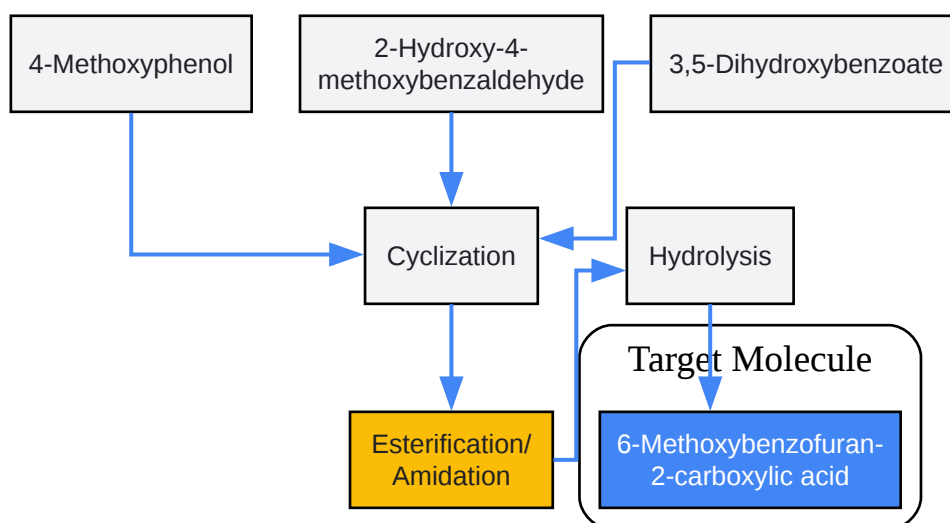 4-Methoxyphenol
2-Hydroxy-4-
methoxybenzaldehyde
3,5-Dihydroxybenzoate
Cyclization
Hydrolysis
Target Molecule
Esterification/
Amidation
6-Methoxybenzofuran-
2-carboxylic acid